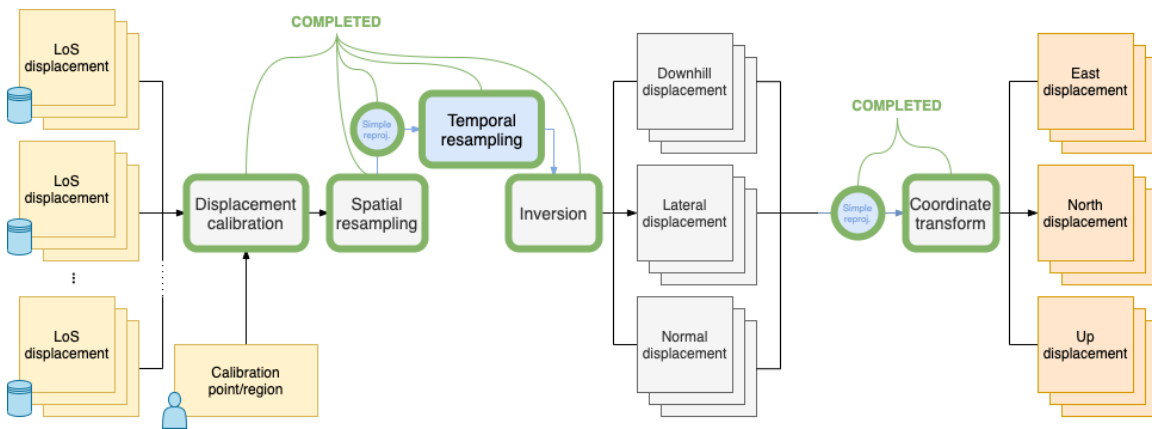 LoS
displacement
LoS
displacement
⋮
LoS
displacement
Calibration
point/region
COMPLETED
Displacement
calibration
Spatial
resampling
Simple
reproj.
Temporal
resampling
Inversion
Downhill
displacement
Lateral
displacement
Normal
displacement
COMPLETED
Simple
reproj.
Coordinate
transform
East
displacement
North
displacement
Up
displacement